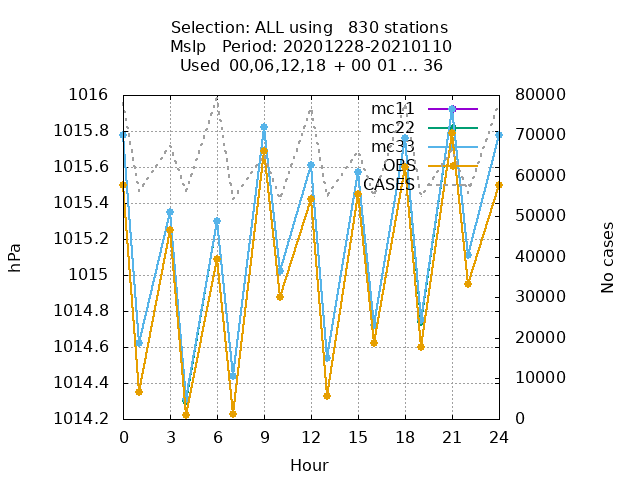 Selection: ALL using   830 stations
Mslp   Period: 20201228-20210110
Used  00,06,12,18 + 00 01 ... 36
1016
1015.8
1015.6
1015.4
1015.2
1015
1014.8
1014.6
1014.4
1014.2
hPa
80000
70000
60000
50000
40000
30000
20000
10000
0
No cases
mc11
mc22
mc33
OBS
CASES
0 3 6 9 12 15 18 21 24
Hour